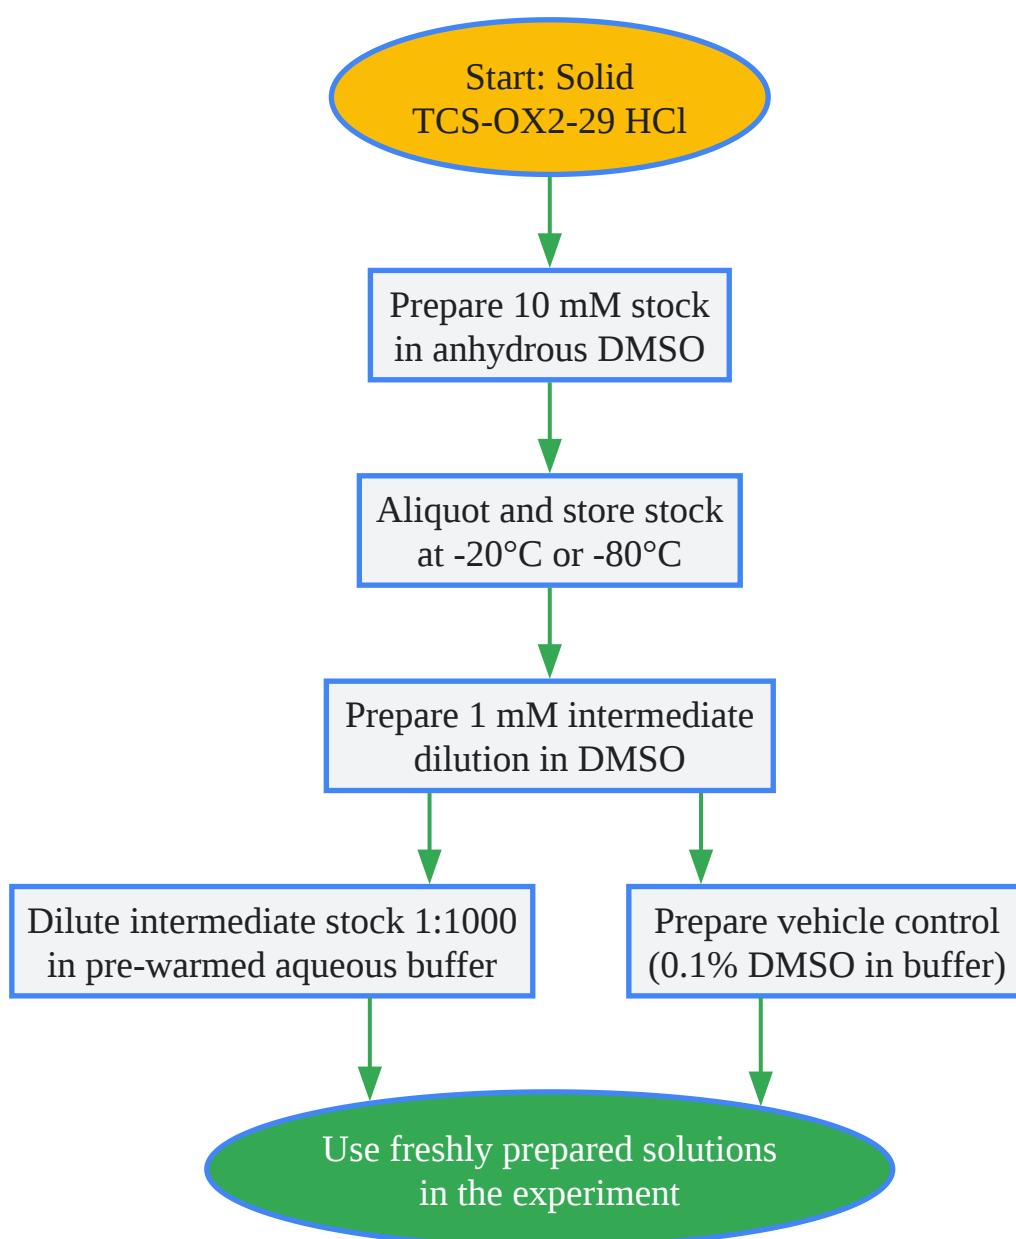 Start: Solid
TCS-OX2-29 HCl
Prepare 10 mM stock
in anhydrous DMSO
Aliquot and store stock
at -20°C or -80°C
Prepare 1 mM intermediate
dilution in DMSO
Dilute intermediate stock 1:1000
in pre-warmed aqueous buffer
Prepare vehicle control
(0.1% DMSO in buffer)
Use freshly prepared solutions
in the experiment